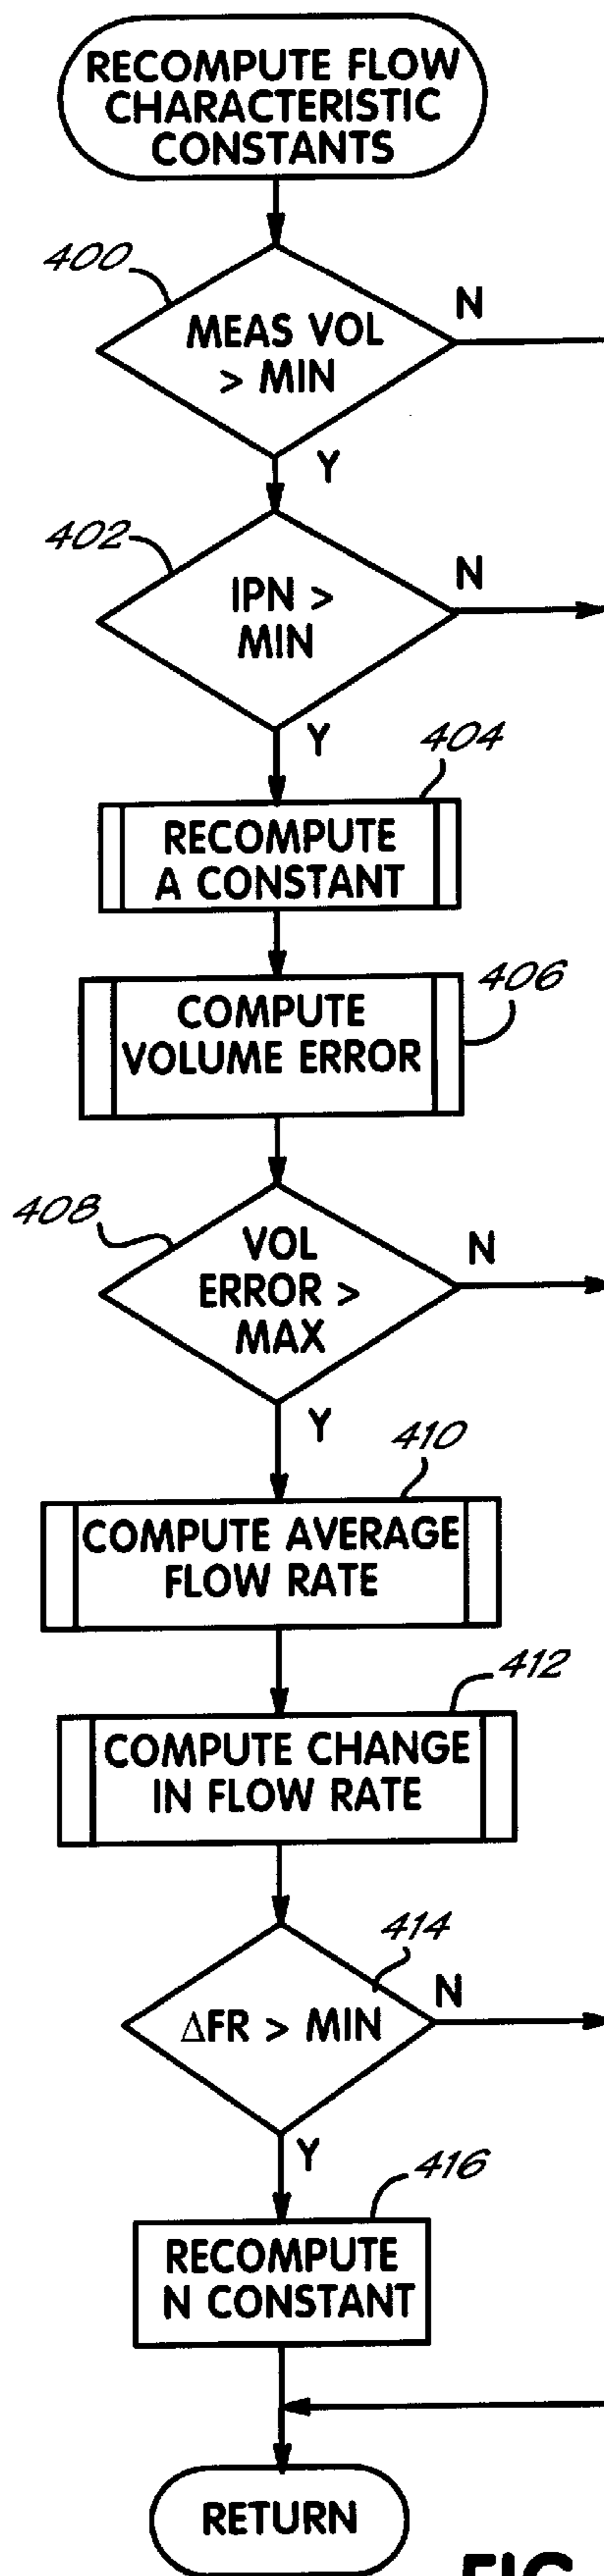 RECOMPUTE FLOW
CHARACTERISTIC
CONSTANTS
400
MEAS VOL
> MIN
N
Y
402
IPN >
MIN
N
Y
404
RECOMPUTE
A CONSTANT
406
COMPUTE
VOLUME ERROR
408
VOL
ERROR >
MAX
N
Y
410
COMPUTE AVERAGE
FLOW RATE
412
COMPUTE CHANGE
IN FLOW RATE
414
ΔFR > MIN
N
Y
416
RECOMPUTE
N CONSTANT
RETURN
FIG